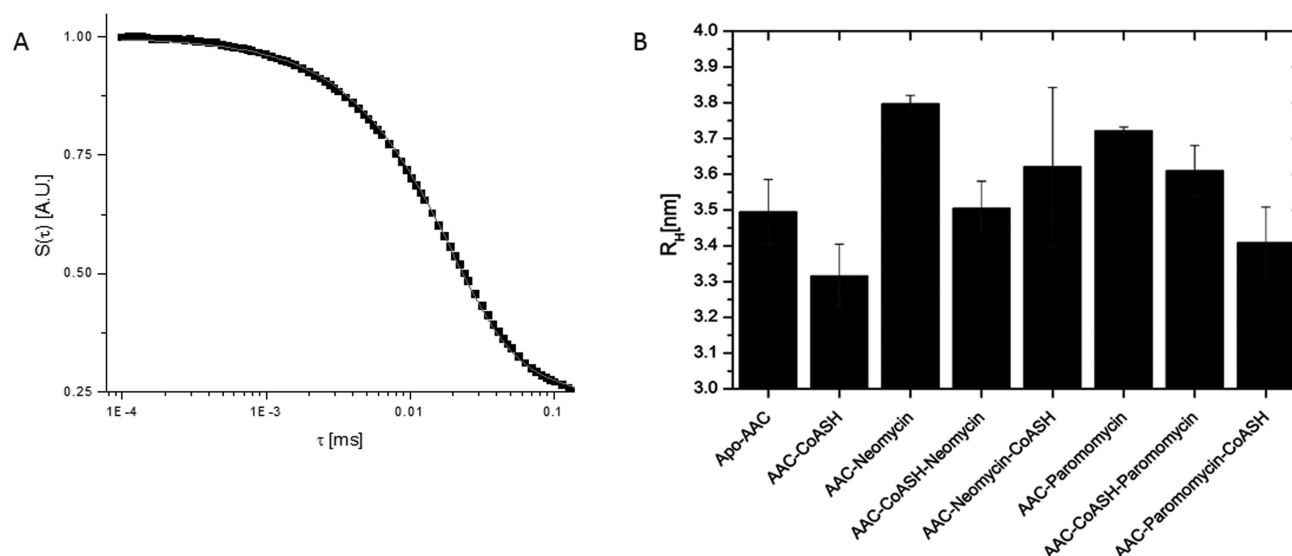 A
1.00
0.75
0.50
0.25
S(τ) [A.U.]
1E-4
1E-3
0.01
0.1
τ [ms]
B
4.0
3.9
3.8
3.7
3.6
3.5
3.4
3.3
3.2
3.1
3.0
RH[nm]
Apo-AAC
AAC-CoASH
AAC-Neomycin
AAC-CoASH-Neomycin
AAC-Neomycin-CoASH
AAC-Paromomycin
AAC-CoASH-Paromomycin
AAC-Paromomycin-CoASH